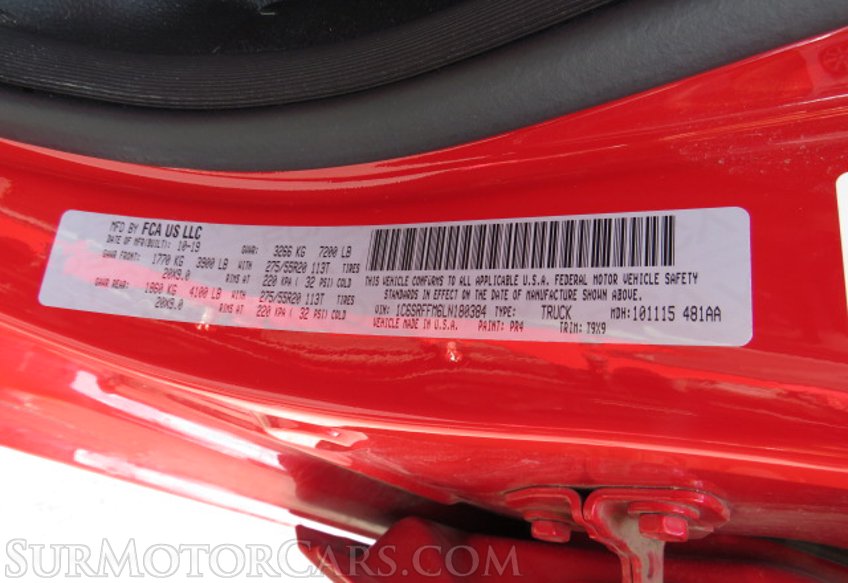 MFD BY FCA US LLC
DATE OF MFR/BUILT: 10-19 GVWR: 3266 KG 7200 LB
GAWR FRONT: 1770 KG 3900 LB WITH 275/55R20 113T TIRES
20X9.0 RIMS AT 220 KPA ( 32 PSI) COLD
GAWR REAR: 1860 KG 4100 LB WITH 275/55R20 113T TIRES
20X9.0 RIMS AT 220 KPA ( 32 PSI) COLD
THIS VEHICLE CONFORMS TO ALL APPLICABLE U.S.A. FEDERAL MOTOR VEHICLE SAFETY
STANDARDS IN EFFECT ON THE DATE OF MANUFACTURE SHOWN ABOVE.
VIN: 1C6SRFFM6LN180384 TYPE: TRUCK MDH: 101115 481AA
VEHICLE MADE IN U.S.A. PAINT: PR4 TRIM: T9X9
SURMOTORCARS.COM